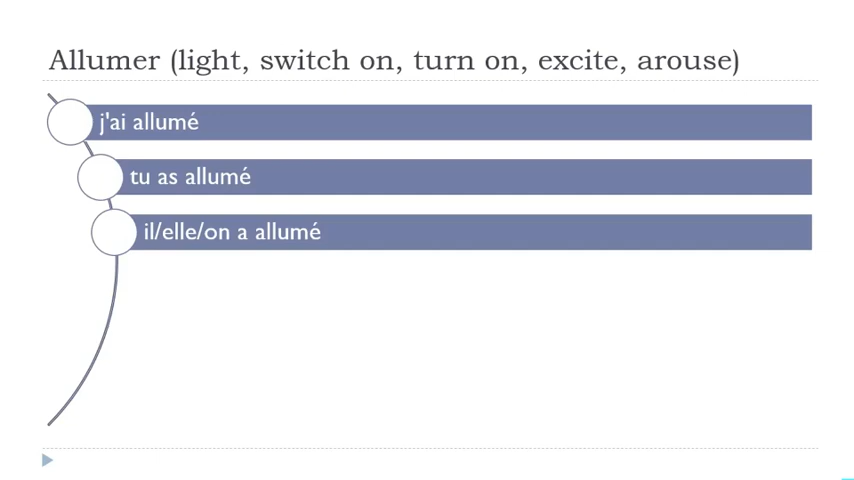 Allumer (light, switch on, turn on, excite, arouse)
j'ai allumé
tu as allumé
il/elle/on a allumé